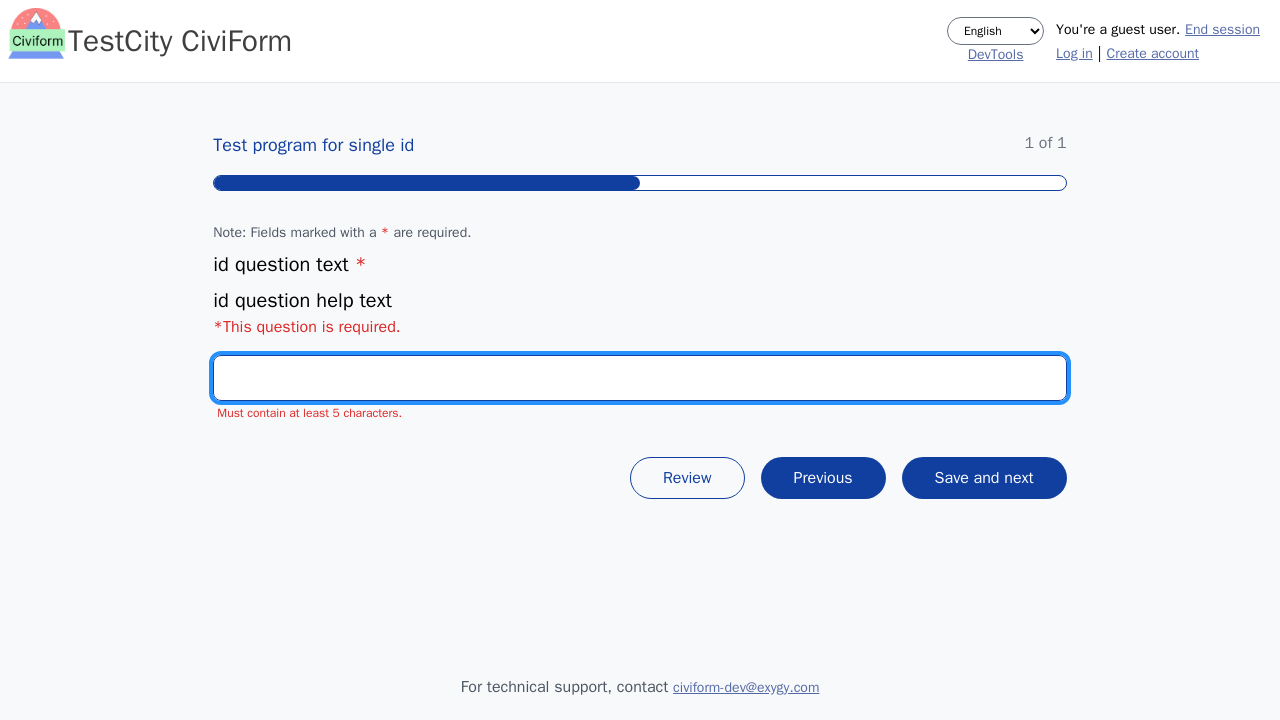 Civiform
TestCity CiviForm
English
DevTools
You're a guest user. End session
Log in | Create account
Test program for single id
1 of 1
Note: Fields marked with a * are required.
id question text *
id question help text
*This question is required.
Must contain at least 5 characters.
Review
Previous
Save and next
For technical support, contact civiform-dev@exygy.com